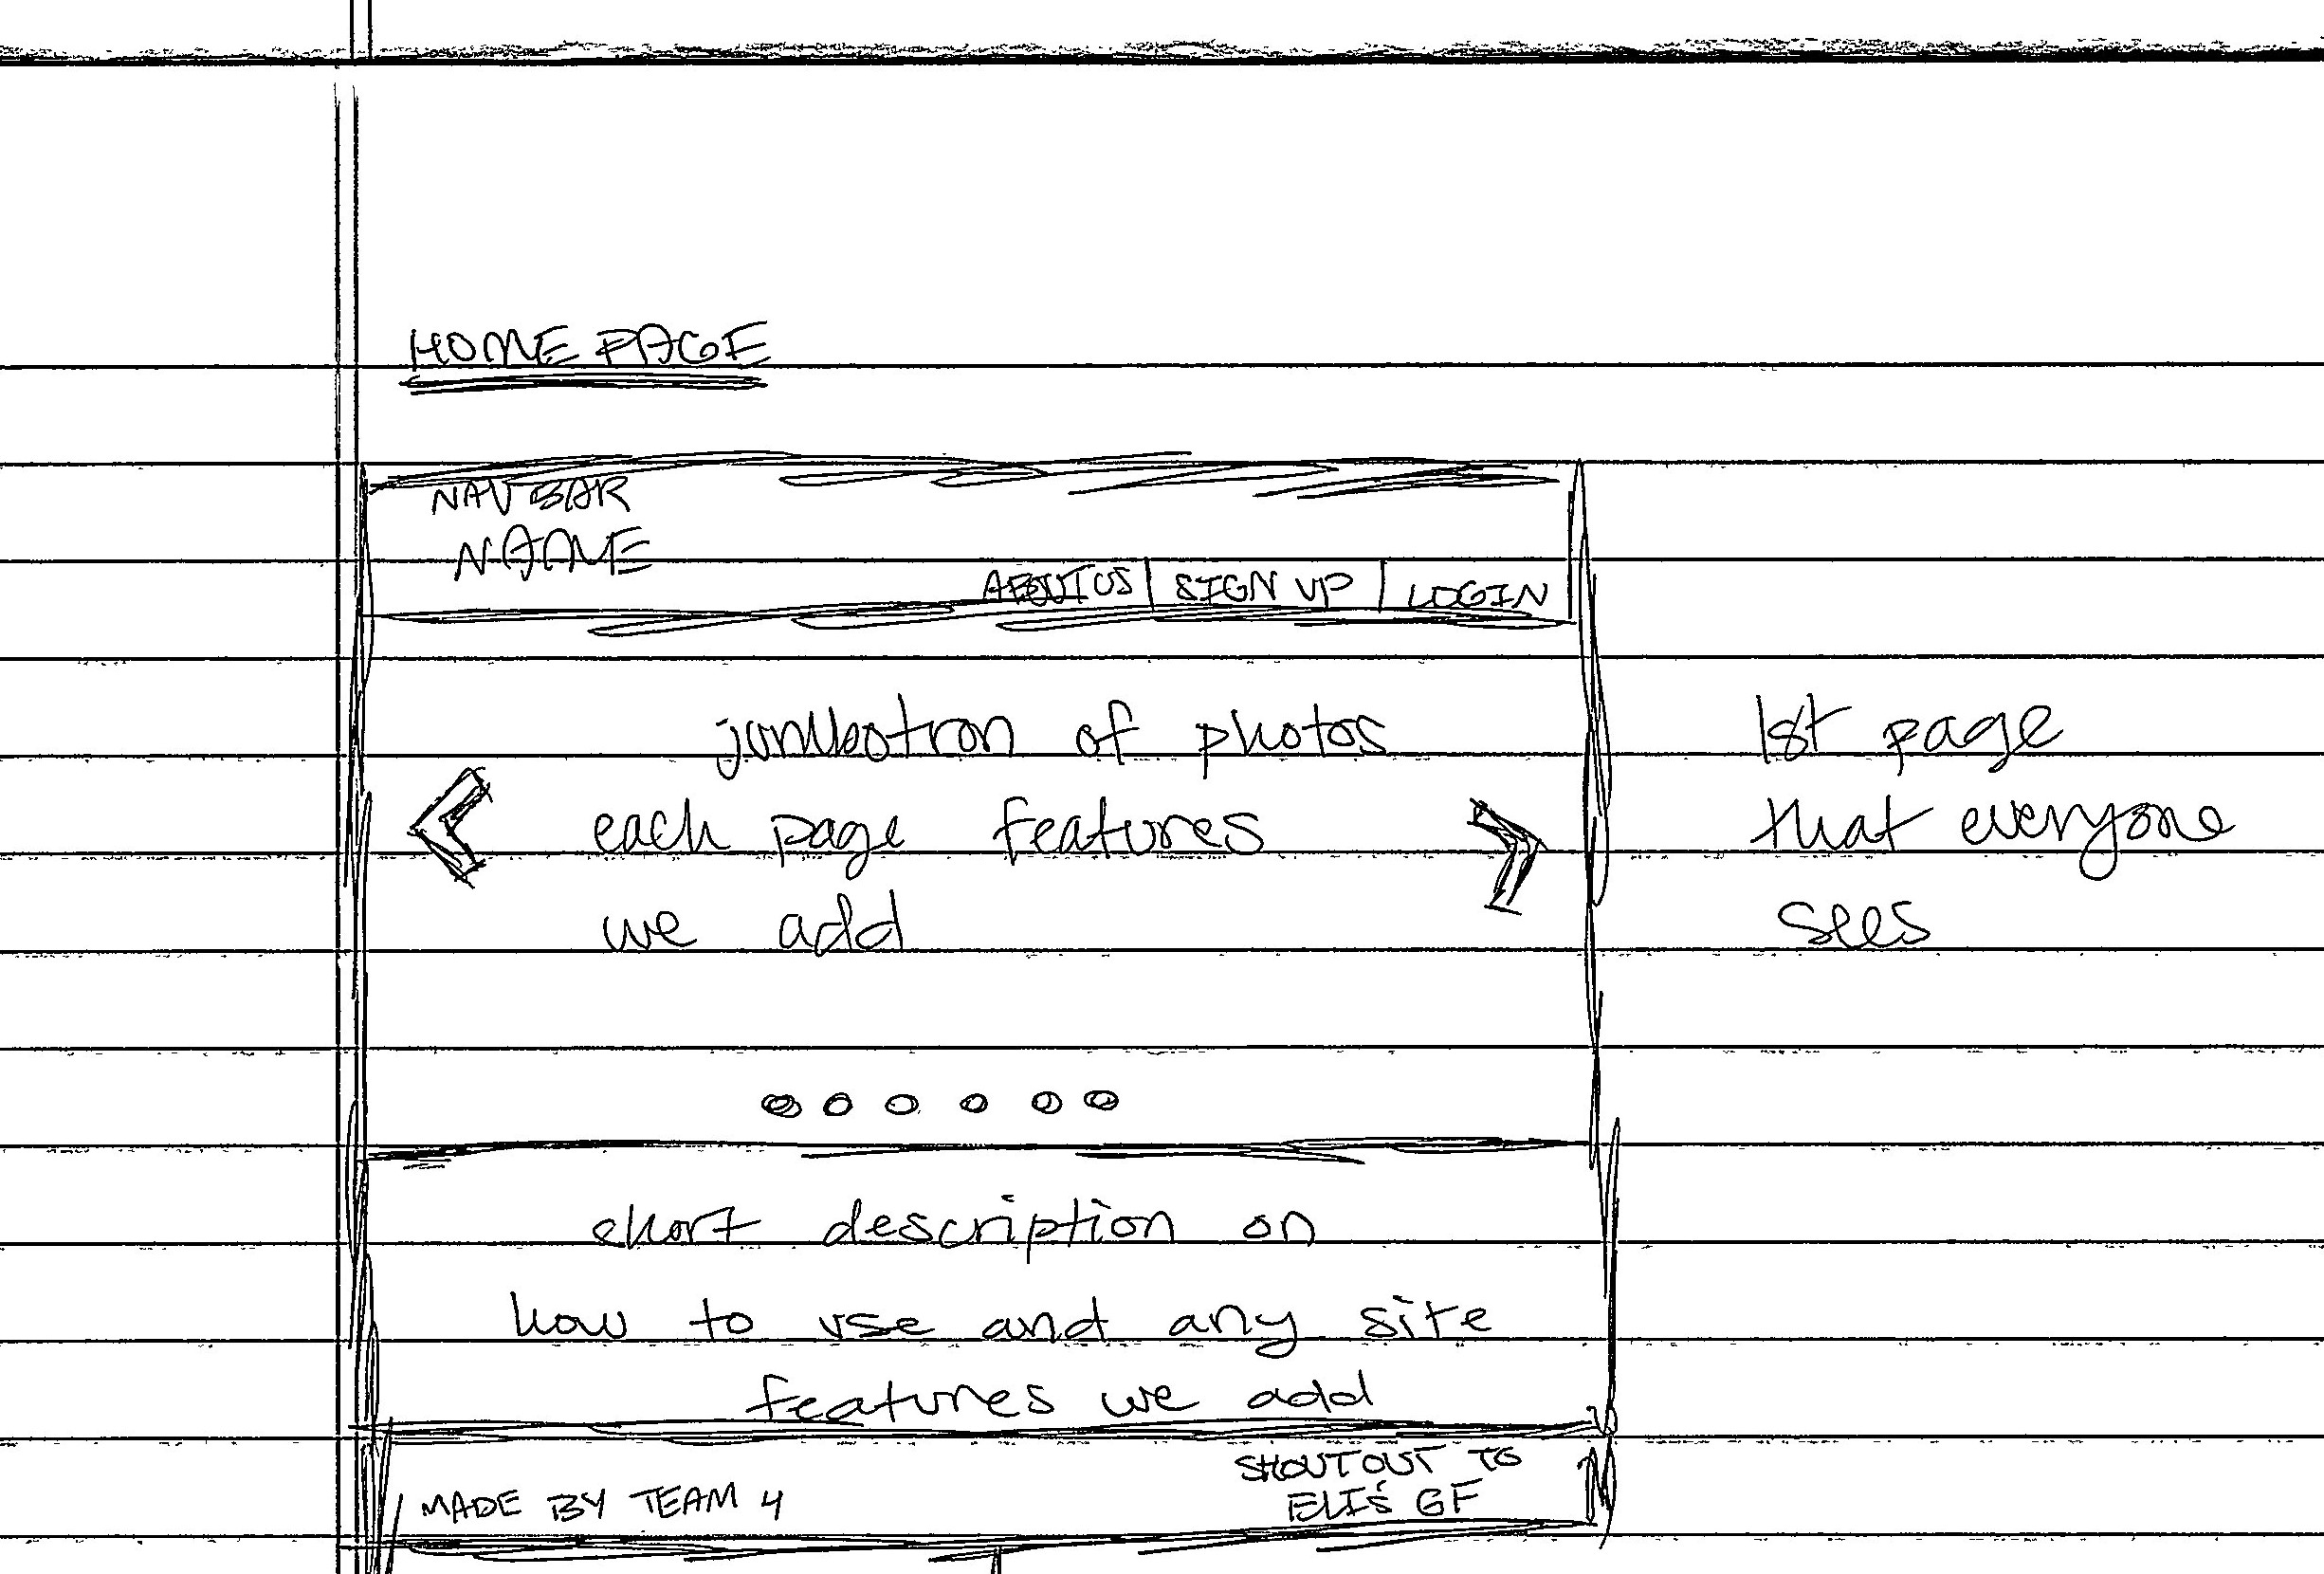 HOME PAGE
NAV BAR
NAME
ABOUT US | SIGN UP | LOGIN
jumbotron of photos
each page features
we add
1st page
that everyone
sees
short description on
how to use and any site
features we add
MADE BY TEAM 4
SHOUTOUT TO
ELI'S GF